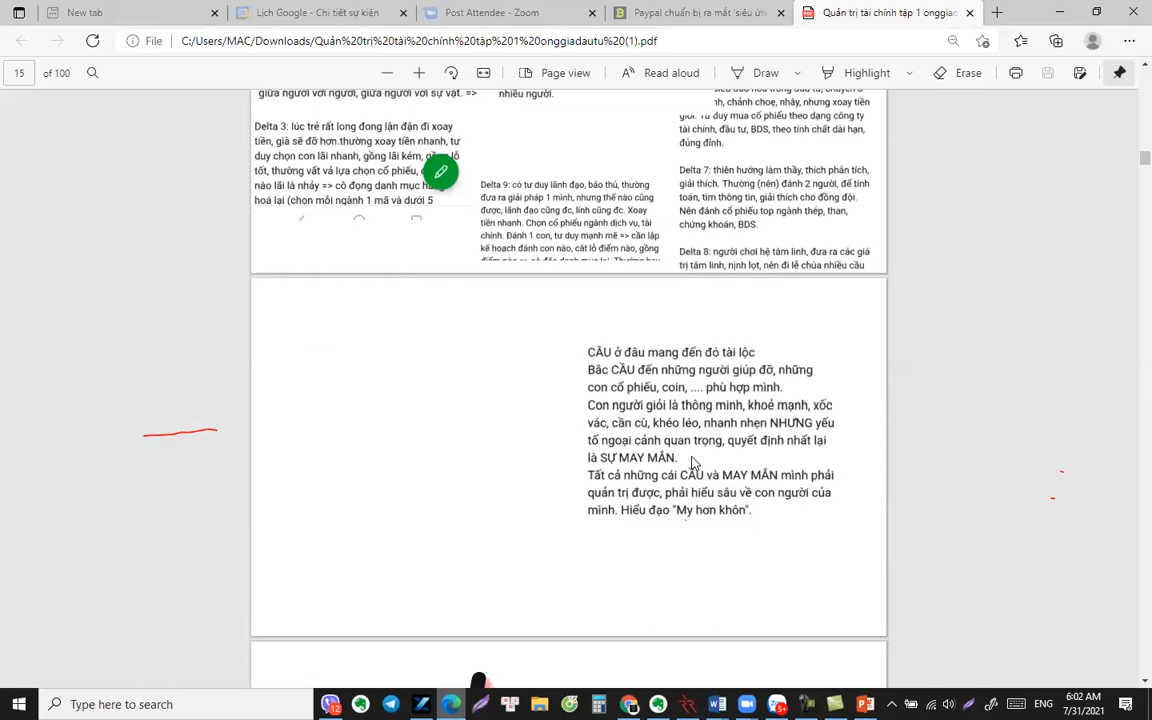 New tab
Lịch Google - Chi tiết sự kiện
Post Attendee - Zoom
Paypal chuẩn bị ra mắt 'siêu ứn
Quản trị tài chính tập 1 onggiad
File
C:/Users/MAC/Downloads/Quản%20trị%20tài%20chính%20tập%201%20onggiadautu%20(1).pdf
15 of 100
Page view
Read aloud
Draw
Highlight
Erase
giữa người với người, giữa người với sự vật. =>
Delta 3: lúc trẻ rất long đong lận đận đi xoay
tiền, già sẽ đỡ hơn.thường xoay tiền nhanh, tư
duy chọn con lãi nhanh, gồng lãi kém, gồng lỗ
tốt, thường vất vả lựa chọn cổ phiếu,
nào lãi là nhảy => cô đọng danh mục
hoá lại (chọn mỗi ngành 1 mã và dưới 5
nhiều người.
Delta 9: có tư duy lãnh đạo, bảo thủ, thường
đưa ra giải pháp 1 mình, nhưng thế nào cũng
được, lãnh đạo cũng đc, lính cũng đc. Xoay
tiền nhanh. Chọn cổ phiếu ngành dịch vụ, tài
chính. Đánh 1 con, tư duy mạnh mẽ => cần lập
kế hoạch đánh con nào, cắt lỗ điểm nào, gồng
chảnh choẹ, nhây, nhưng xoay tiền
giỏi. Tư duy mua cổ phiếu theo dạng công ty
tài chính, đầu tư, BDS, theo tính chất dài hạn,
đủng đỉnh.
Delta 7: thiên hướng làm thầy, thích phân tích,
giải thích. Thường (nên) đánh 2 người, để tính
toán, tìm thông tin, giải thích cho đồng đội.
Nên đánh cổ phiếu top ngành thép, than,
chứng khoán, BDS.
Delta 8: người chơi hệ tâm linh, đưa ra các giá
trị tâm linh, nịnh lọt, nên đi lễ chùa nhiều cầu
CẦU ở đâu mang đến đó tài lộc
Bắc CẦU đến những người giúp đỡ, những
con cổ phiếu, coin, .... phù hợp mình.
Con người giỏi là thông minh, khoẻ mạnh, xốc
vác, cần cù, khéo léo, nhanh nhẹn NHƯNG yếu
tố ngoại cảnh quan trọng, quyết định nhất lại
là SỰ MAY MẮN.
Tất cả những cái CẦU và MAY MẮN mình phải
quản trị được, phải hiểu sâu về con người của
mình. Hiểu đạo "My hơn khôn".
Type here to search
12
5+
ENG
6:02 AM
7/31/2021